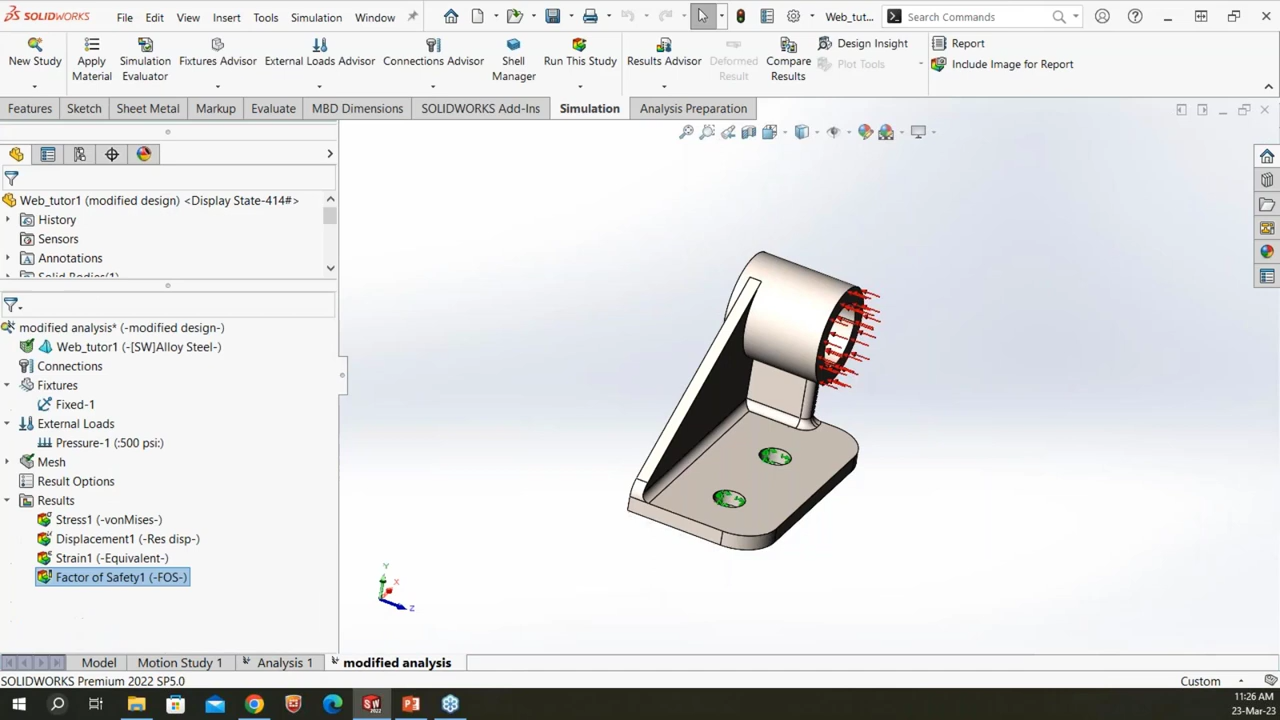 SOLIDWORKS File Edit View Insert Tools Simulation Window Web_tut... Search Commands
New Study Apply Material Simulation Evaluator Fixtures Advisor External Loads Advisor Connections Advisor Shell Manager Run This Study Results Advisor Deformed Result Compare Results Design Insight Plot Tools Report Include Image for Report
Features Sketch Sheet Metal Markup Evaluate MBD Dimensions SOLIDWORKS Add-Ins Simulation Analysis Preparation
Web_tutor1 (modified design) <Display State-414#>
History
Sensors
Annotations
Solid Bodies(1)
modified analysis* (-modified design-)
Web_tutor1 (-[SW]Alloy Steel-)
Connections
Fixtures
Fixed-1
External Loads
Pressure-1 (:500 psi:)
Mesh
Result Options
Results
Stress1 (-vonMises-)
Displacement1 (-Res disp-)
Strain1 (-Equivalent-)
Factor of Safety1 (-FOS-)
Y
X
Z
Model Motion Study 1 Analysis 1 modified analysis
SOLIDWORKS Premium 2022 SP5.0 Custom
11:26 AM
23-Mar-23